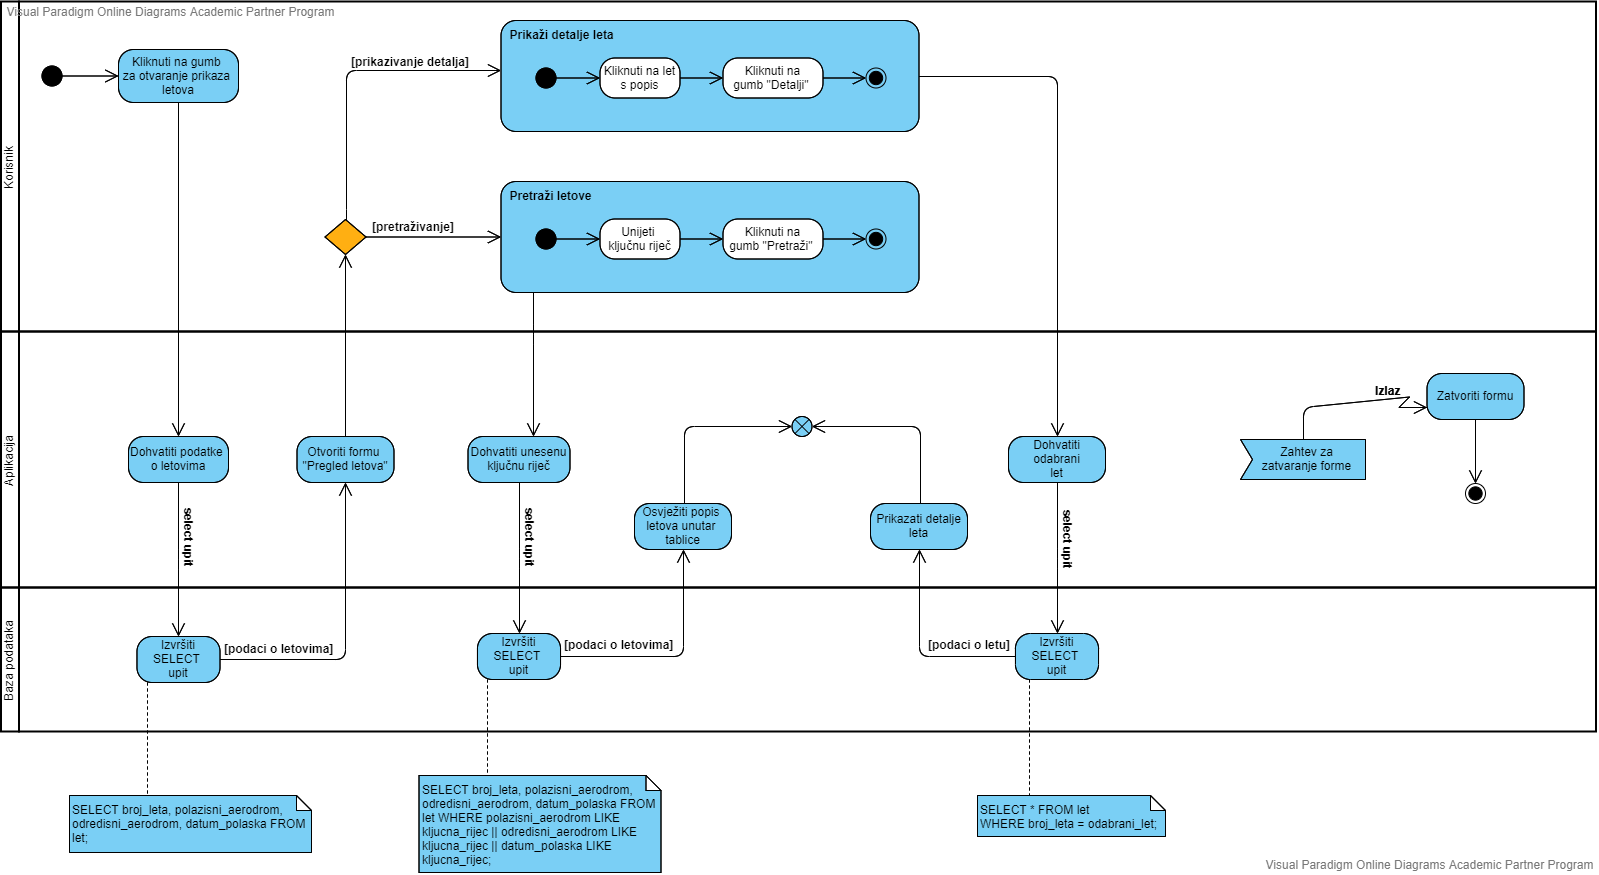 Visual Paradigm Online Diagrams Academic Partner Program
Korisnik
Kliknuti na gumb
za otvaranje prikaza
letova
[prikazivanje detalja]
Prikaži detalje leta
Kliknuti na let
s popis
Kliknuti na
gumb "Detalji"
[pretraživanje]
Pretraži letove
Unijeti
ključnu riječ
Kliknuti na
gumb "Pretraži"
Aplikacija
Dohvatiti podatke
o letovima
Otvoriti formu
"Pregled letova"
Dohvatiti unesenu
ključnu riječ
Osvježiti popis
letova unutar
tablice
Prikazati detalje
leta
Dohvatiti
odabrani
let
Izlaz
Zatvoriti formu
Zahtev za
zatvaranje forme
select upit
select upit
select upit
Baza podataka
Izvršiti
SELECT
upit
[podaci o letovima]
Izvršiti
SELECT
upit
[podaci o letovima]
[podaci o letu]
Izvršiti
SELECT
upit
SELECT broj_leta, polazisni_aerodrom,
odredisni_aerodrom, datum_polaska FROM
let;
SELECT broj_leta, polazisni_aerodrom,
odredisni_aerodrom, datum_polaska FROM
let WHERE polazisni_aerodrom LIKE
kljucna_rijec || odredisni_aerodrom LIKE
kljucna_rijec || datum_polaska LIKE
kljucna_rijec;
SELECT * FROM let
WHERE broj_leta = odabrani_let;
Visual Paradigm Online Diagrams Academic Partner Program